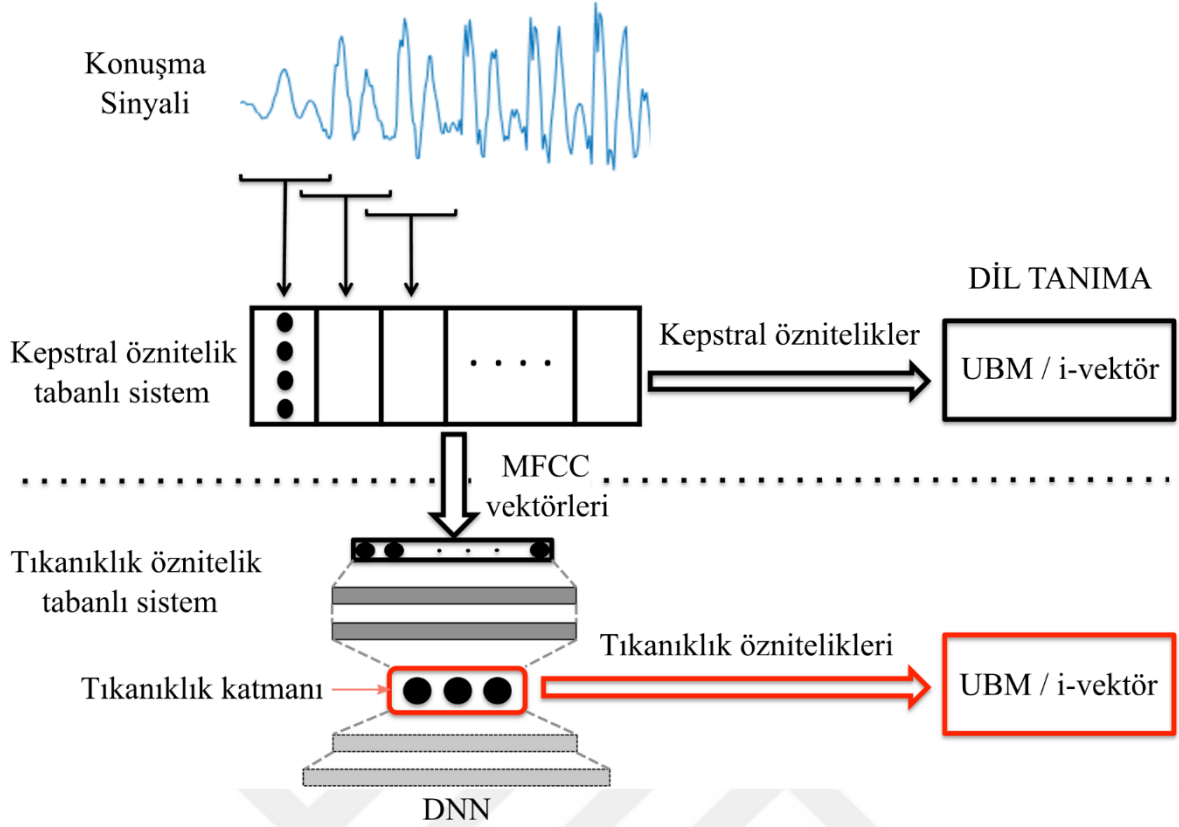 Konuşma
Sinyali
DİL TANIMA
Kepstral öznitelik
tabanlı sistem
Kepstral öznitelikler
UBM / i-vektör
MFCC
vektörleri
Tıkanıklık öznitelik
tabanlı sistem
Tıkanıklık öznitelikleri
Tıkanıklık katmanı
UBM / i-vektör
DNN